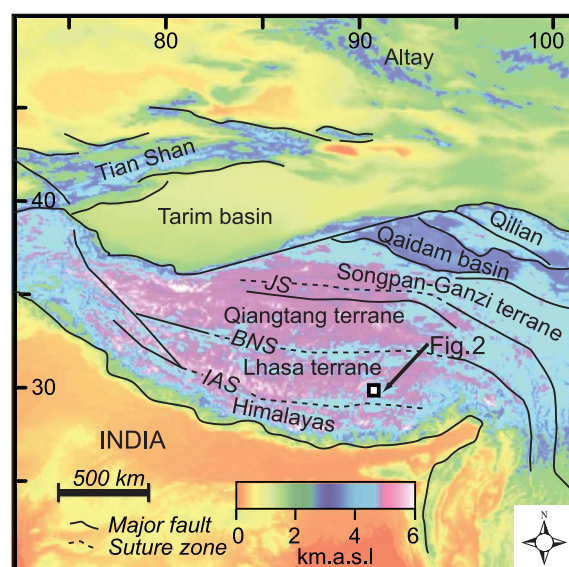 80 90 100
Altay
Tian Shan
40
Tarim basin
Qilian
Qaidam basin
Songpan-Ganzi terrane
JS
Qiangtang terrane
BNS
Fig.2
Lhasa terrane
30
IAS
Himalayas
INDIA
500 km
Major fault
Suture zone
0 2 4 6
km.a.s.l
N